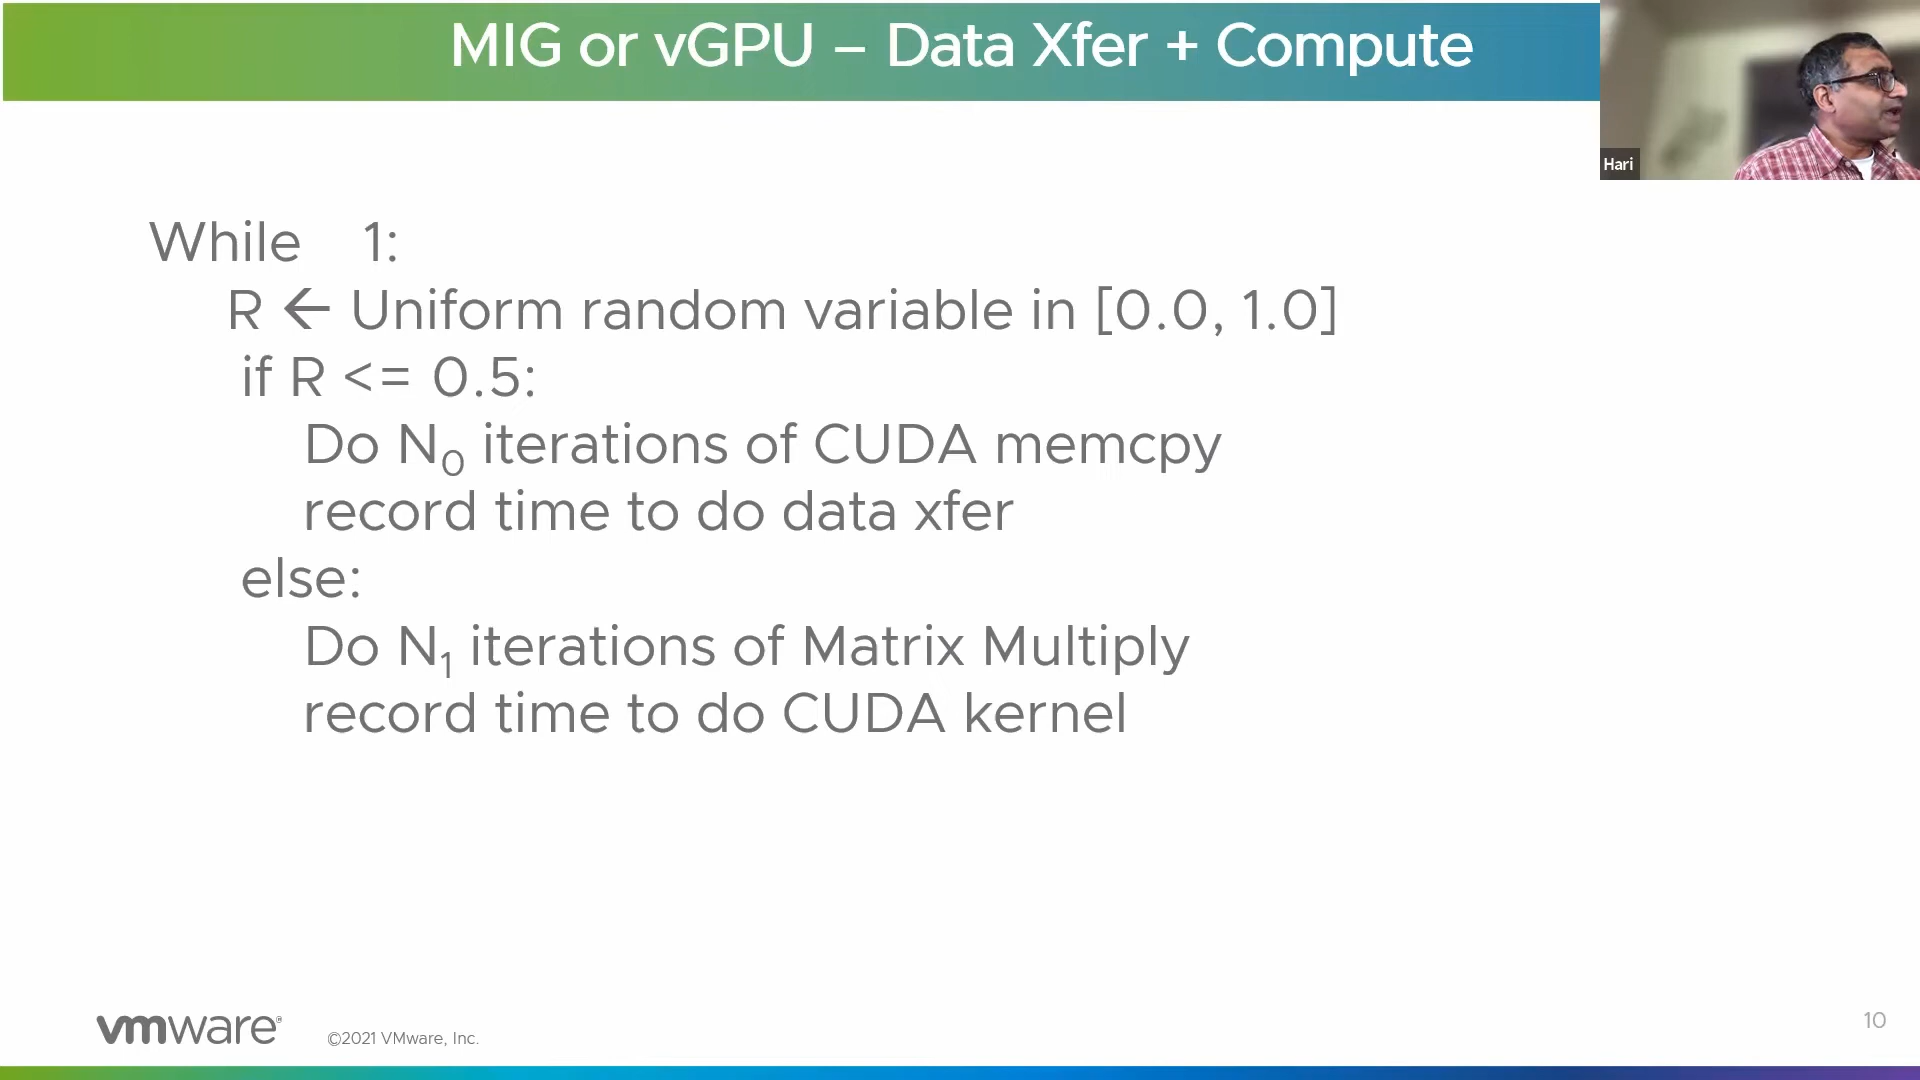 MIG or vGPU – Data Xfer + Compute
Hari
While 1:
R ← Uniform random variable in [0.0, 1.0]
if R <= 0.5:
Do N₀ iterations of CUDA memcpy
record time to do data xfer
else:
Do N₁ iterations of Matrix Multiply
record time to do CUDA kernel
vmware®
©2021 VMware, Inc.
10